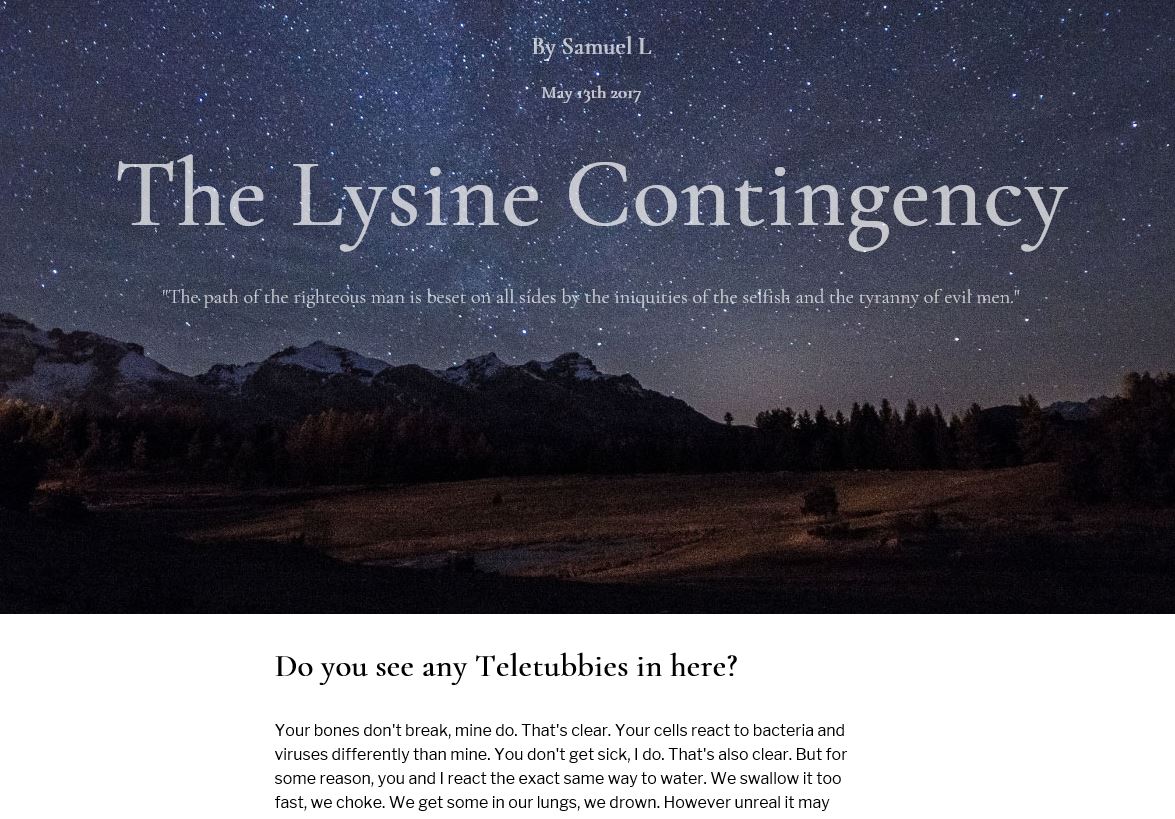 By Samuel L
May 13th 2017
The Lysine Contingency
"The path of the righteous man is beset on all sides by the iniquities of the selfish and the tyranny of evil men."
Do you see any Teletubbies in here?
Your bones don't break, mine do. That's clear. Your cells react to bacteria and
viruses differently than mine. You don't get sick, I do. That's also clear. But for
some reason, you and I react the exact same way to water. We swallow it too
fast, we choke. We get some in our lungs, we drown. However unreal it may